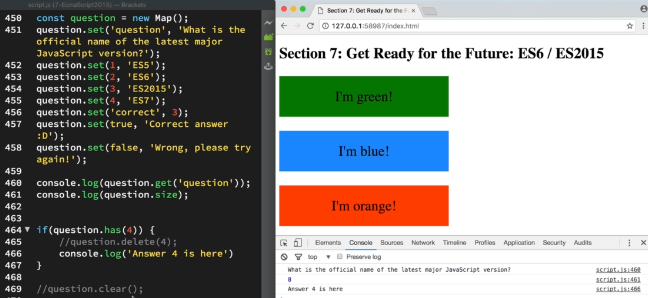 script.js (7-EcmaScript2015) — Brackets
450 const question = new Map();
451 question.set('question', 'What is the
official name of the latest major
JavaScript version?');
452 question.set(1, 'ES5');
453 question.set(2, 'ES6');
454 question.set(3, 'ES2015');
455 question.set(4, 'ES7');
456 question.set('correct', 3);
457 question.set(true, 'Correct answer
:D');
458 question.set(false, 'Wrong, please try
again!');
459
460 console.log(question.get('question'));
461 console.log(question.size);
462
463
464 if(question.has(4)) {
465 //question.delete(4);
466 console.log('Answer 4 is here')
467 }
468
469 //question.clear();
Section 7: Get Ready for the F
127.0.0.1:58987/index.html
Section 7: Get Ready for the Future: ES6 / ES2015
I'm green!
I'm blue!
I'm orange!
Elements Console Sources Network Timeline Profiles Application Security Audits
top Preserve log
What is the official name of the latest major JavaScript version? script.js:460
8 script.js:461
Answer 4 is here script.js:466